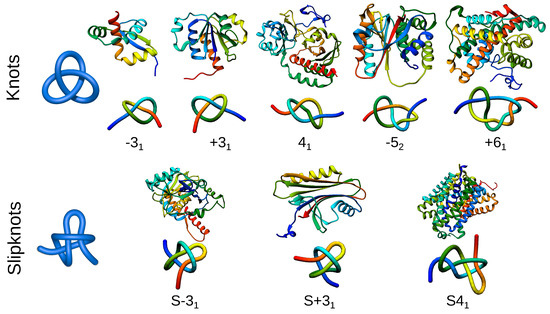 Knots
-3₁
+3₁
4₁
-5₂
+6₁
Slipknots
S-3₁
S+3₁
S4₁